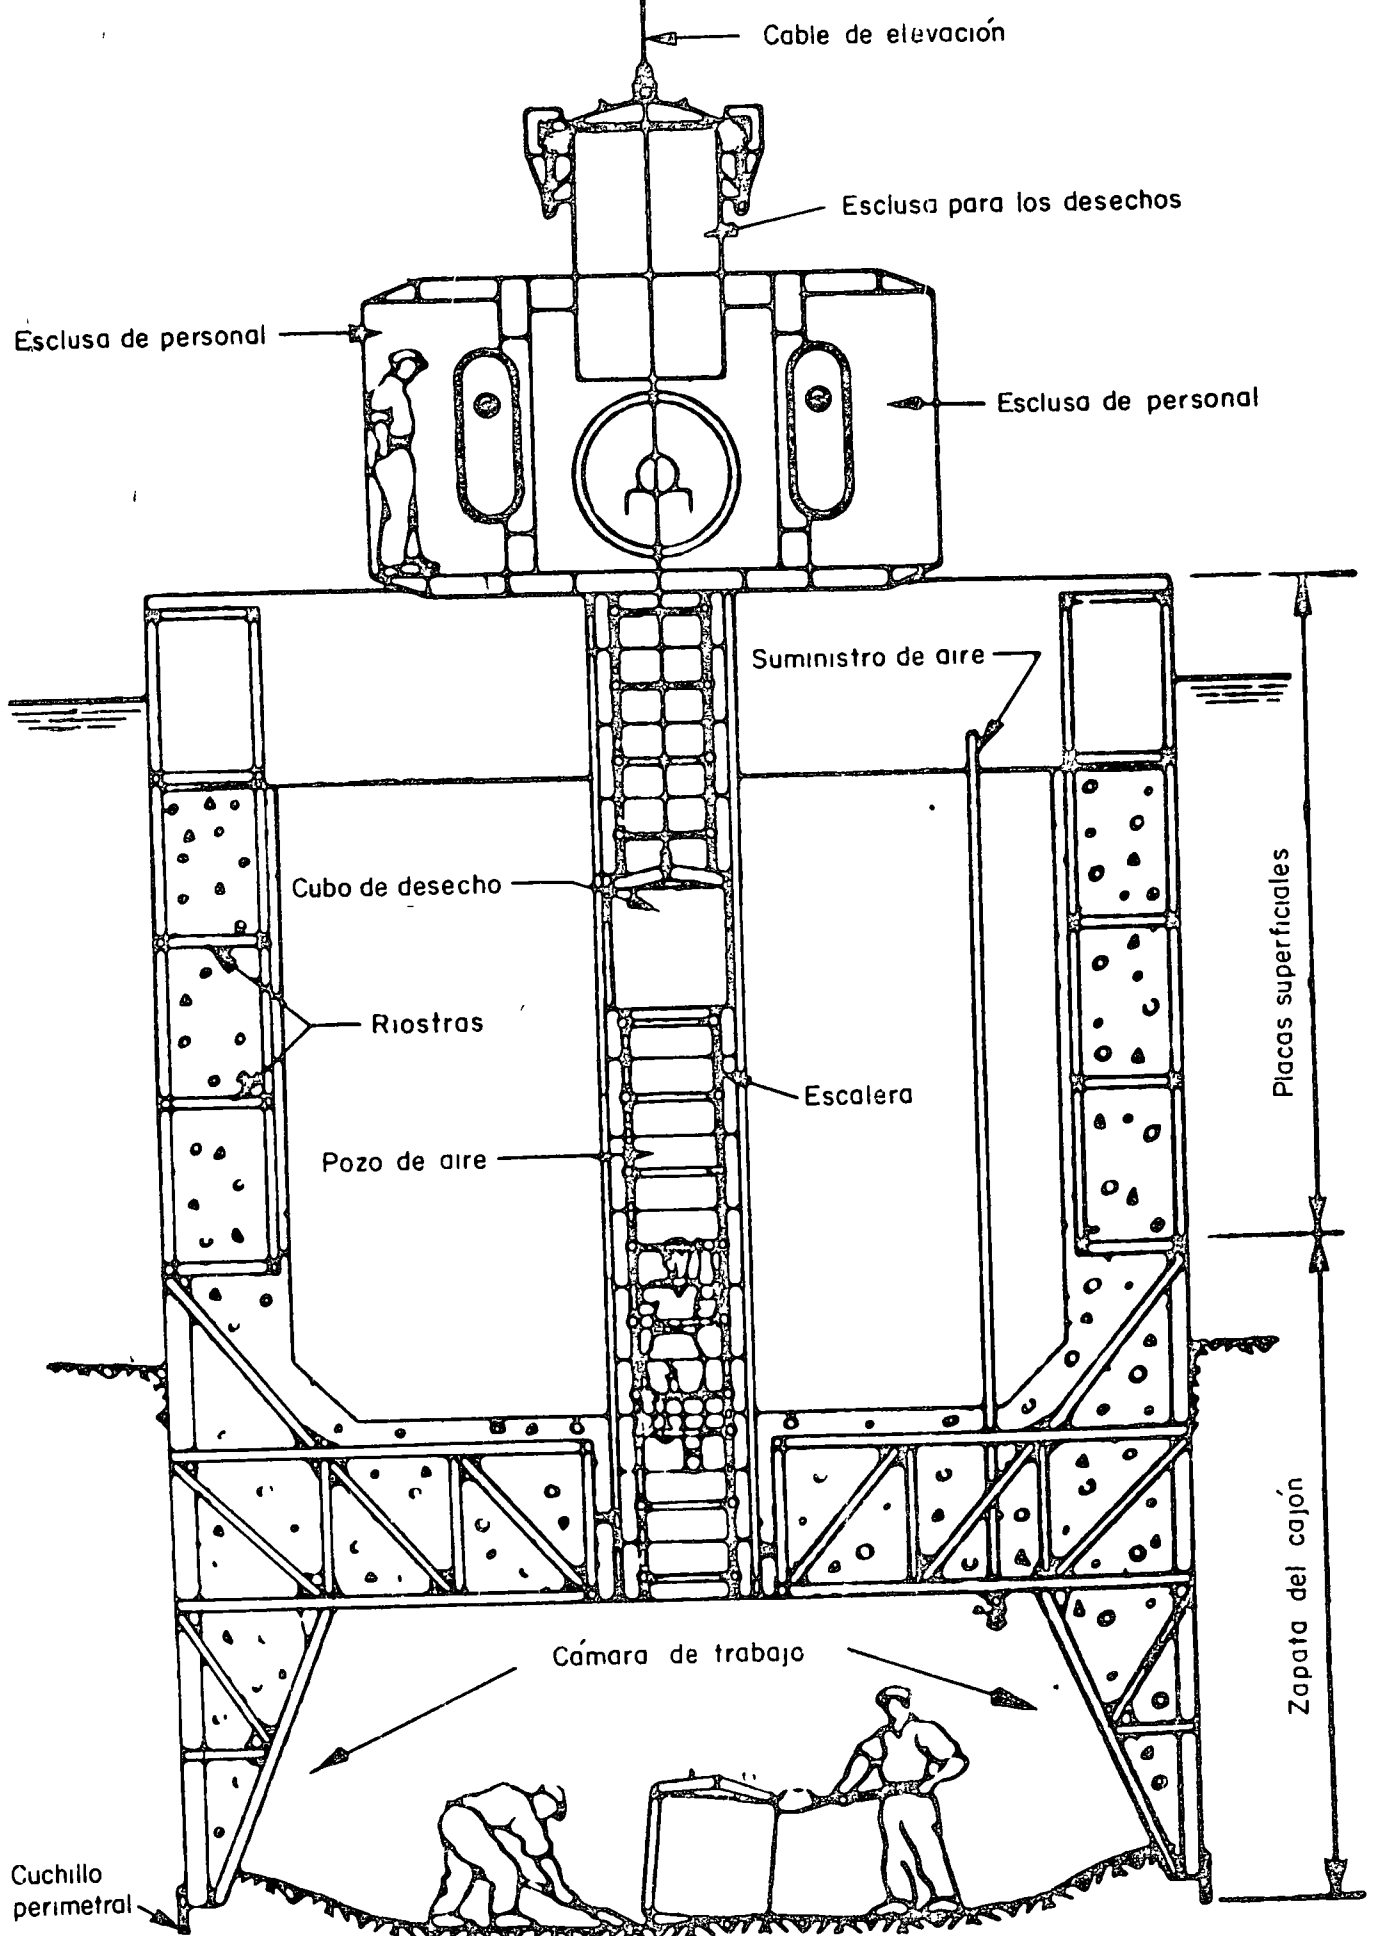 Cable de elevación
Esclusa para los desechos
Esclusa de personal
Esclusa de personal
Suministro de aire
Cubo de desecho
Placas superficiales
Riostras
Escalera
Pozo de aire
Zapata del cajón
Cámara de trabajo
Cuchillo
perimetral